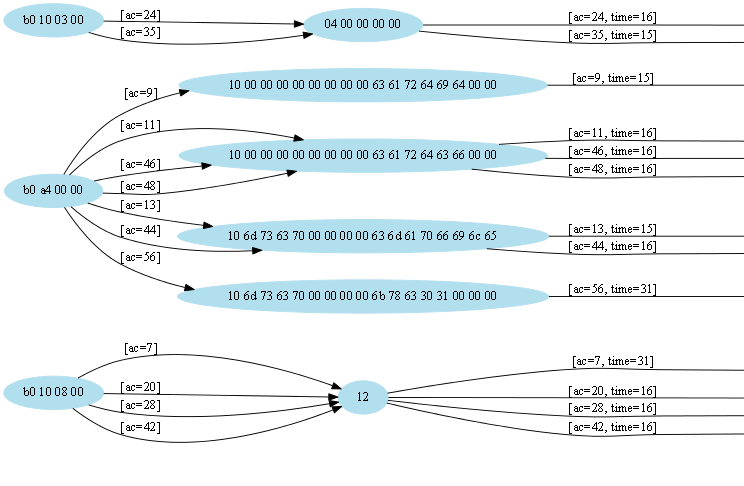 b0 10 03 00
[ac=24]
[ac=35]
04 00 00 00 00
[ac=24, time=16]
[ac=35, time=15]
b0 a4 00 00
[ac=9]
[ac=11]
[ac=46]
[ac=48]
[ac=13]
[ac=44]
[ac=56]
10 00 00 00 00 00 00 00 00 63 61 72 64 69 64 00 00
10 00 00 00 00 00 00 00 00 63 61 72 64 63 66 00 00
10 6d 73 63 70 00 00 00 00 63 6d 61 70 66 69 6c 65
10 6d 73 63 70 00 00 00 00 6b 78 63 30 31 00 00 00
[ac=9, time=15]
[ac=11, time=16]
[ac=46, time=16]
[ac=48, time=16]
[ac=13, time=15]
[ac=44, time=16]
[ac=56, time=31]
b0 10 08 00
[ac=7]
[ac=20]
[ac=28]
[ac=42]
12
[ac=7, time=31]
[ac=20, time=16]
[ac=28, time=16]
[ac=42, time=16]